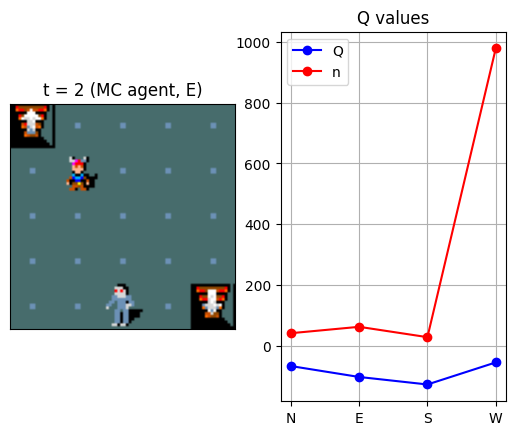 t = 2 (MC agent, E)
Q values
Q
n
1000
800
600
400
200
0
N E S W